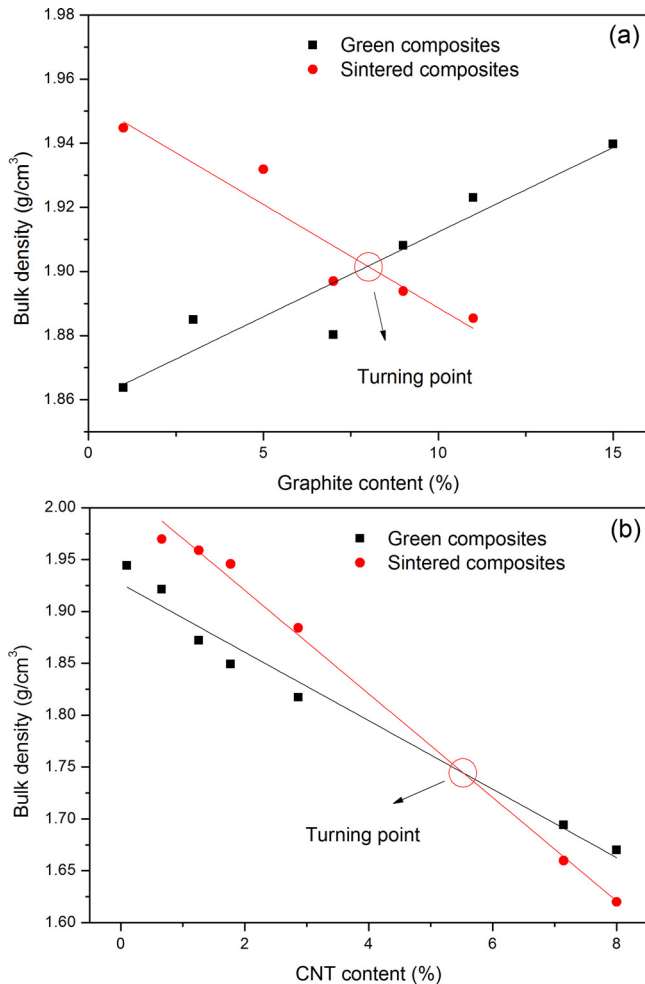 (a)
Green composites
Sintered composites
1.98
1.96
1.94
1.92
1.90
1.88
1.86
Bulk density (g/cm³)
Turning point
0
5
10
15
Graphite content (%)
(b)
Green composites
Sintered composites
2.00
1.95
1.90
1.85
1.80
1.75
1.70
1.65
1.60
Bulk density (g/cm³)
Turning point
0
2
4
6
8
CNT content (%)